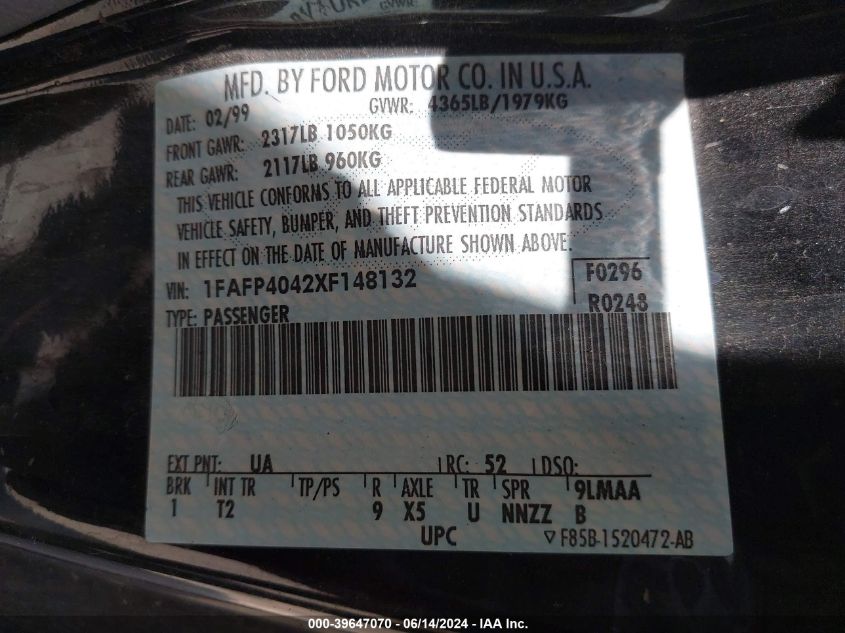 GVWR:
MFD. BY FORD MOTOR CO. IN U.S.A.
DATE: 02/99 GVWR: 4365LB/1979KG
FRONT GAWR: 2317LB 1050KG
REAR GAWR: 2117LB 960KG
THIS VEHICLE CONFORMS TO ALL APPLICABLE FEDERAL MOTOR
VEHICLE SAFETY, BUMPER, AND THEFT PREVENTION STANDARDS
IN EFFECT ON THE DATE OF MANUFACTURE SHOWN ABOVE.
VIN: 1FAFP4042XF148132 F0296
TYPE: PASSENGER R0248
EXT PNT: UA RC: 52 DSO:
BRK INT TR TP/PS R AXLE TR SPR 9LMAA
1 T2 9 X5 U NNZZ B
UPC ▽ F85B-1520472-AB
000-39647070 - 06/14/2024 - IAA Inc.